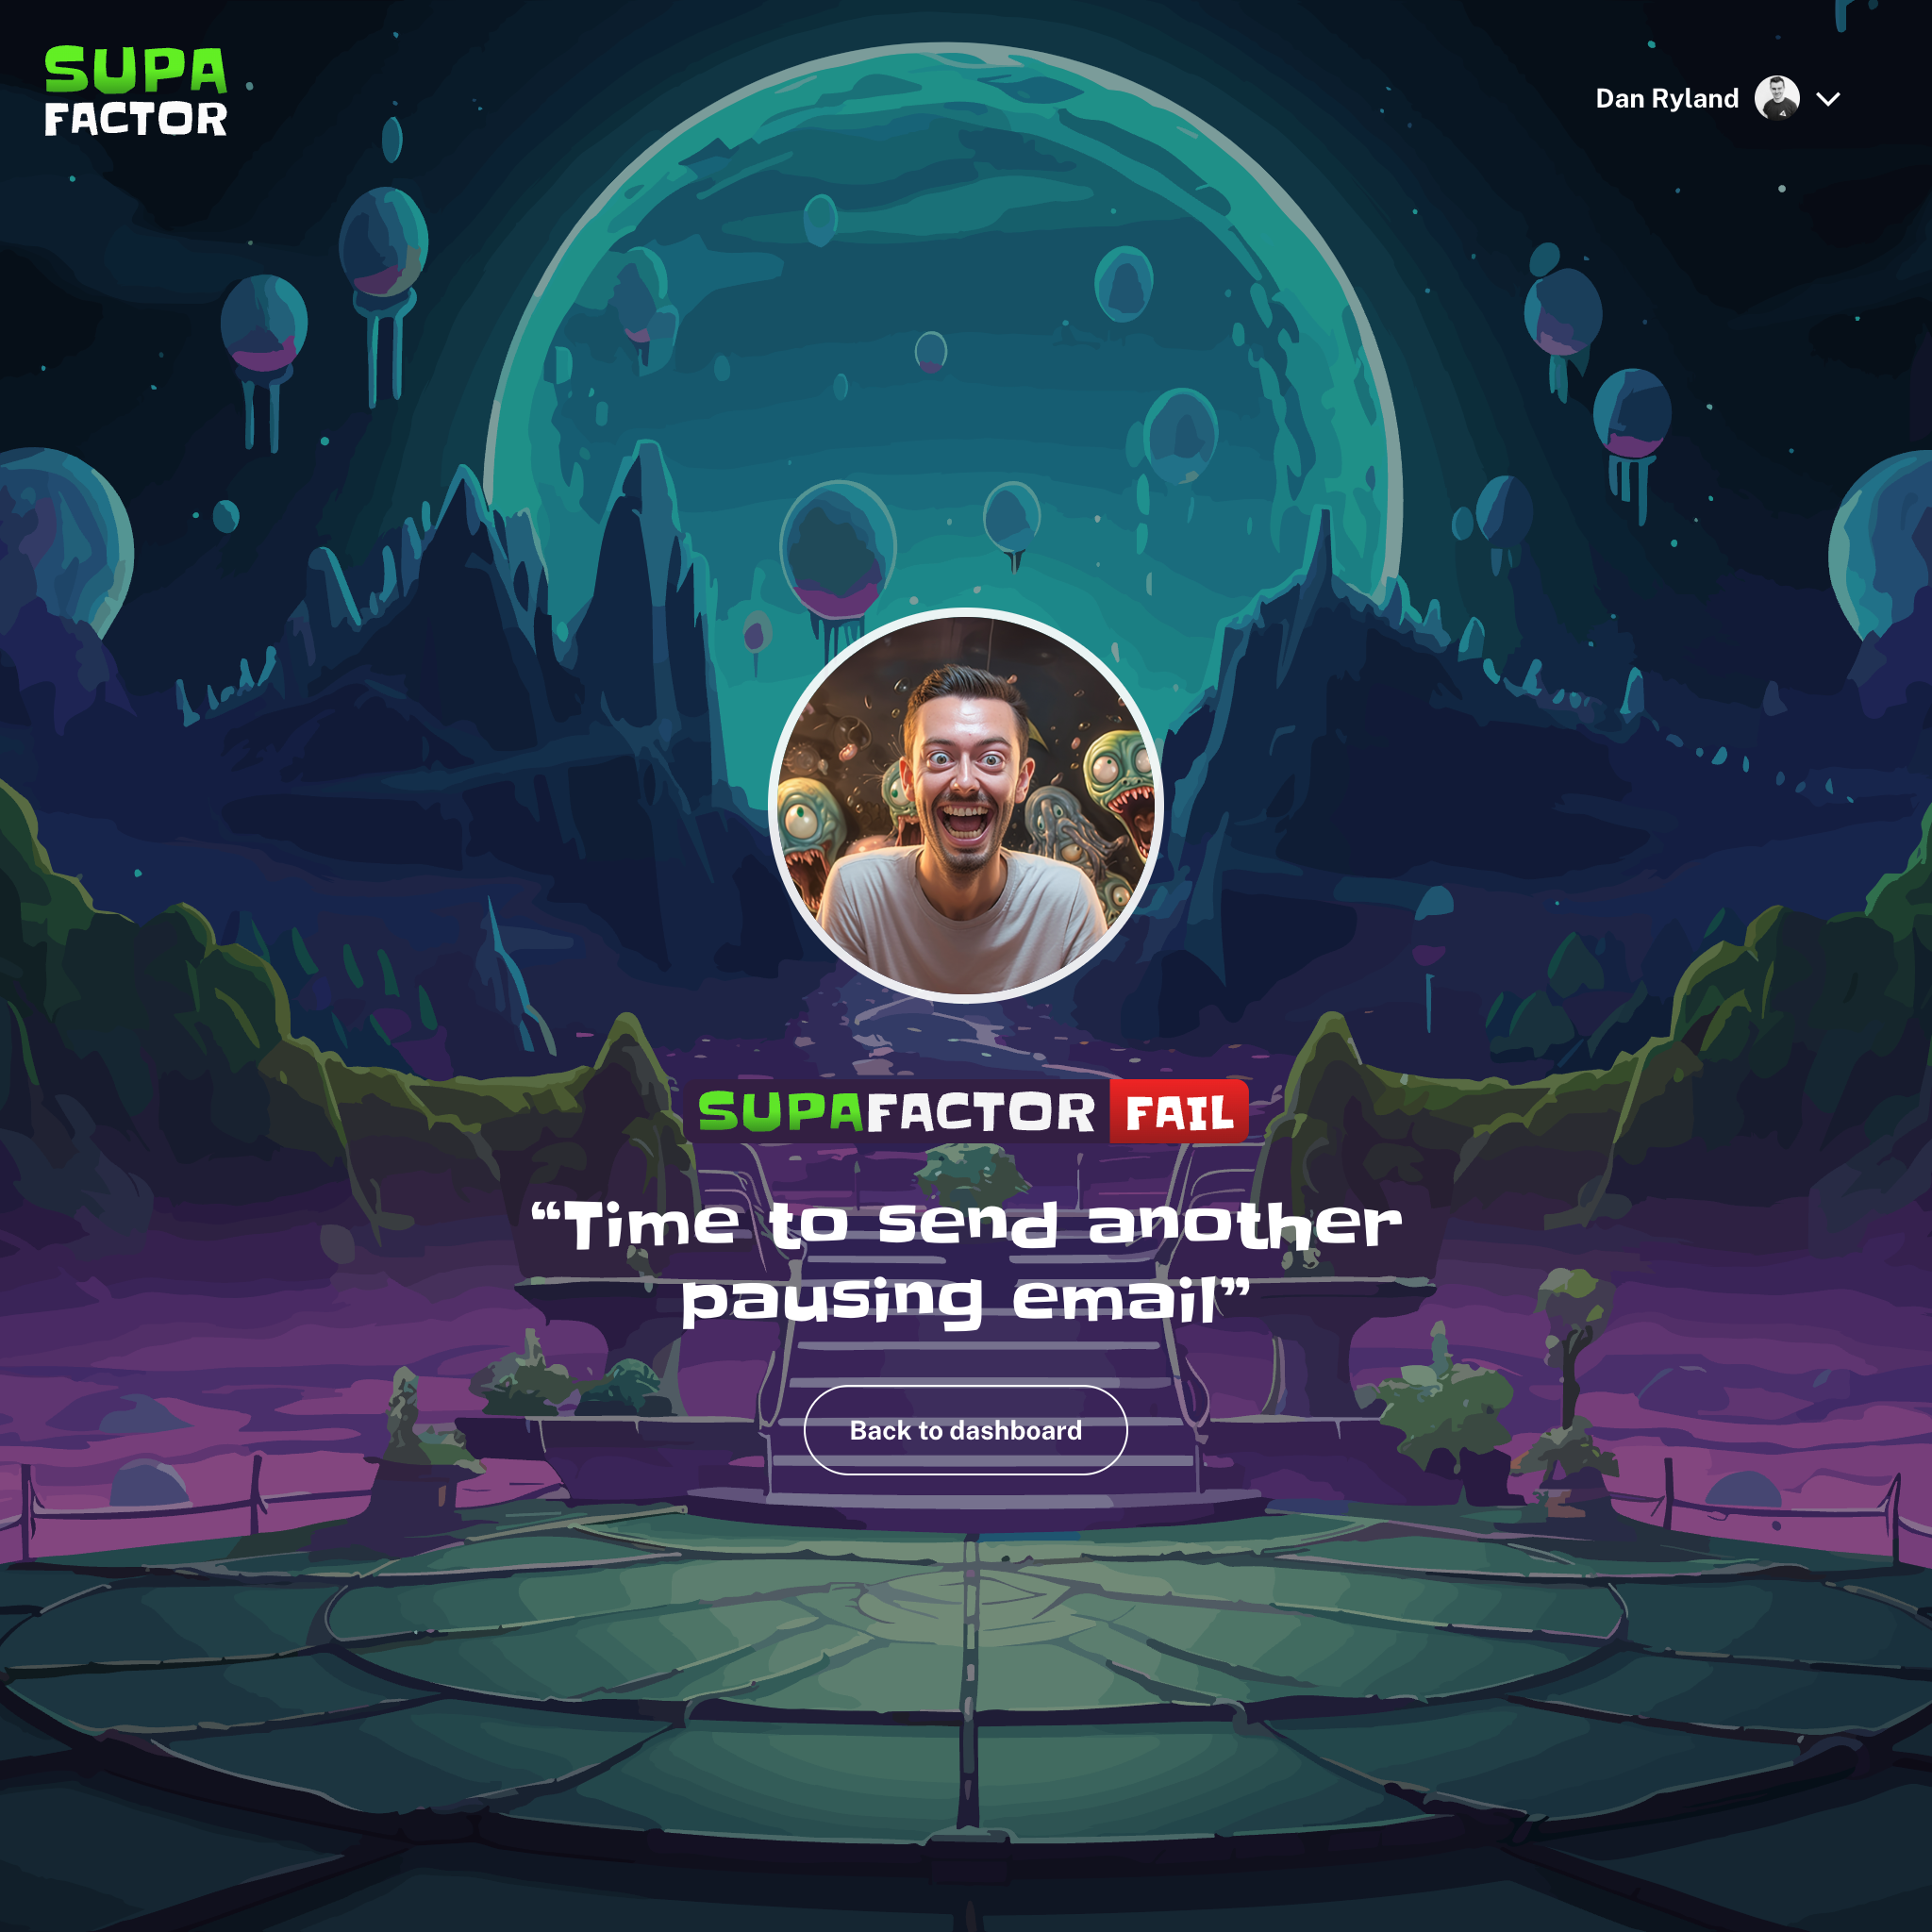 SUPA
FACTOR
Dan Ryland
SUPAFACTOR FAIL
“Time to send another
pausing email”
Back to dashboard